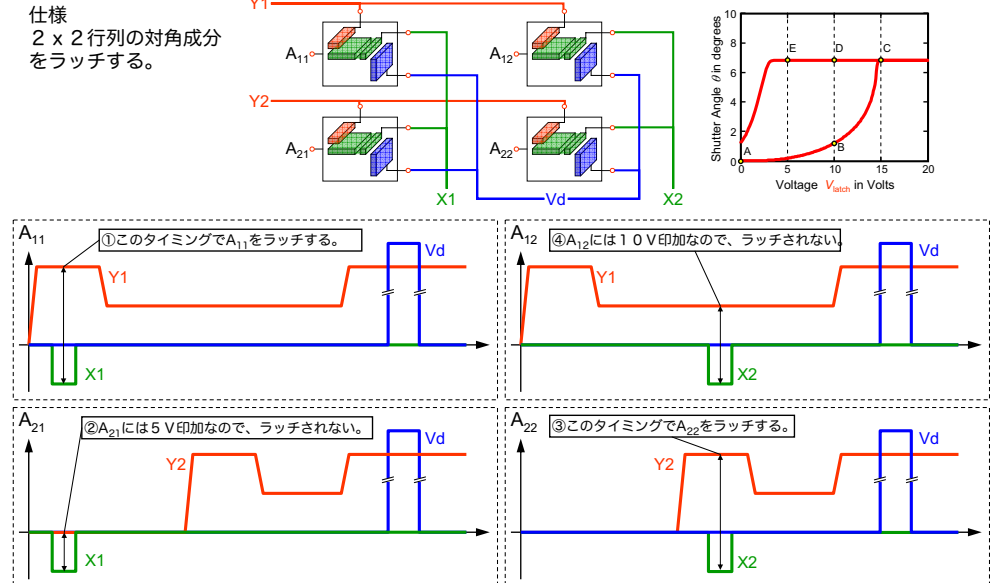 仕様
２ｘ２行列の対角成分
をラッチする。
Y1
A11
A12
Y2
A21
A22
X1
Vd
X2
Shutter Angle θ in degrees
10
8
6
4
2
0
E
D
C
A
B
0
5
10
15
20
Voltage Vlatch in Volts
A11
①このタイミングでA11をラッチする。
Y1
Vd
X1
A12
④A12には１０V印加なので、ラッチされない。
Vd
Y1
X2
A21
②A21には５V印加なので、ラッチされない。
Vd
Y2
X1
A22
③このタイミングでA22をラッチする。
Vd
Y2
X2